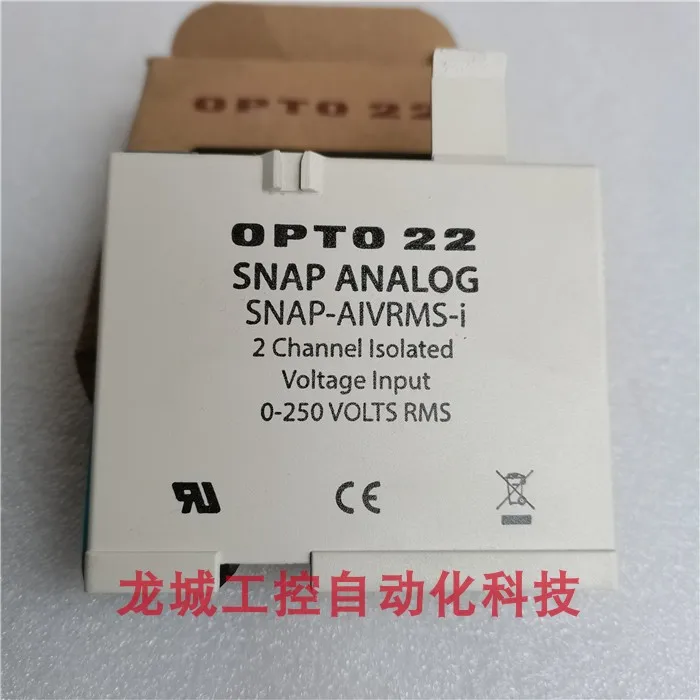 OPTO 22
OPTO 22
SNAP ANALOG
SNAP-AIVRMS-i
2 Channel Isolated
Voltage Input
0-250 VOLTS RMS
CE
龙城工控自动化科技